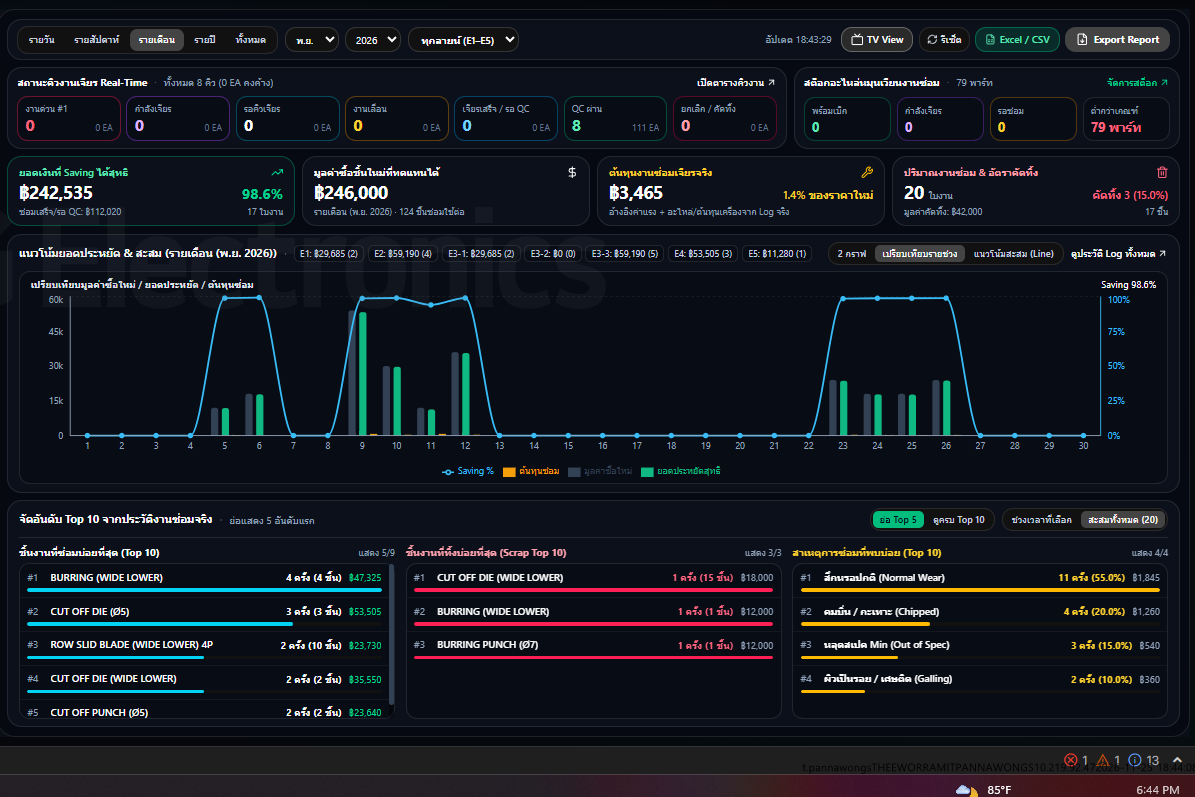 รายวัน รายสัปดาห์ รายเดือน รายปี ทั้งหมด พ.ย. 2026 ทุกลายน์ (E1–E5) อัปเดต 18:43:29 TV View รีเซ็ต Excel / CSV Export Report
สถานะคิวงานเจียร Real-Time · ทั้งหมด 8 คิว (0 EA คงค้าง) เปิดตารางคิวงาน ↗
งานด่วน #1 กำลังเจียร รอคิวเจียร งานเลื่อน เจียรเสร็จ / รอ QC QC ผ่าน ยกเลิก / คัดทิ้ง
0 0 EA 0 0 EA 0 0 EA 0 0 EA 0 0 EA 8 111 EA 0 0 EA
สต๊อกอะไหล่หมุนเวียนงานซ่อม · 79 พาร์ท จัดการสต๊อก ↗
พร้อมเบิก กำลังเจียร รอซ่อม ต่ำกว่าเกณฑ์
0 0 0 79 พาร์ท
ยอดเงินที่ Saving ได้สุทธิ
฿242,535 98.6%
ซ่อมเสร็จ/รอ QC: ฿112,020 17 ใบงาน
มูลค่าซื้อชิ้นใหม่ที่ทดแทนได้ $
฿246,000
รายเดือน (พ.ย. 2026) · 124 ชิ้นซ่อมใช้ต่อ
ต้นทุนงานซ่อมเจียรจริง
฿3,465 1.4% ของราคาใหม่
อ้างอิงค่าแรง + อะไหล่/ต้นทุนเครื่องจาก Log จริง
ปริมาณงานซ่อม & อัตราคัดทิ้ง
20 ใบงาน คัดทิ้ง 3 (15.0%)
มูลค่าคัดทิ้ง: ฿42,000 17 ชิ้น
Electronics
แนวโน้มยอดประหยัด & สะสม (รายเดือน (พ.ย. 2026)) · E1: ฿29,685 (2) E2: ฿59,190 (4) E3-1: ฿29,685 (2) E3-2: ฿0 (0) E3-3: ฿59,190 (5) E4: ฿53,505 (3) E5: ฿11,280 (1) 2 กราฟ เปรียบเทียบรายช่วง แนวโน้มสะสม (Line) ดูประวัติ Log ทั้งหมด ↗
เปรียบเทียบมูลค่าซื้อใหม่ / ยอดประหยัด / ต้นทุนซ่อม Saving 98.6%
60k 100%
45k 75%
30k 50%
15k 25%
0 0%
1 2 3 4 5 6 7 8 9 10 11 12 13 14 15 16 17 18 19 20 21 22 23 24 25 26 27 28 29 30
Saving % ต้นทุนซ่อม มูลค่าซื้อใหม่ ยอดประหยัดสุทธิ
จัดอันดับ Top 10 จากประวัติงานซ่อมจริง · ย่อแสดง 5 อันดับแรก ย่อ Top 5 ดูครบ Top 10 ช่วงเวลาที่เลือก สะสมทั้งหมด (20)
ชิ้นงานที่ซ่อมบ่อยที่สุด (Top 10) แสดง 5/9
#1 BURRING (WIDE LOWER) 4 ครั้ง (4 ชิ้น) ฿47,325
#2 CUT OFF DIE (Ø5) 3 ครั้ง (3 ชิ้น) ฿53,505
#3 ROW SLID BLADE (WIDE LOWER) 4P 2 ครั้ง (10 ชิ้น) ฿23,730
#4 CUT OFF DIE (WIDE LOWER) 2 ครั้ง (2 ชิ้น) ฿35,550
#5 CUT OFF PUNCH (Ø5) 2 ครั้ง (2 ชิ้น) ฿23,640
ชิ้นงานที่ทิ้งบ่อยที่สุด (Scrap Top 10) แสดง 3/3
#1 CUT OFF DIE (WIDE LOWER) 1 ครั้ง (15 ชิ้น) ฿18,000
#2 BURRING (WIDE LOWER) 1 ครั้ง (1 ชิ้น) ฿12,000
#3 BURRING PUNCH (Ø7) 1 ครั้ง (1 ชิ้น) ฿12,000
สาเหตุการซ่อมที่พบบ่อย (Top 10) แสดง 4/4
#1 สึกหรอปกติ (Normal Wear) 11 ครั้ง (55.0%) ฿1,845
#2 คมบิ่น / กะเทาะ (Chipped) 4 ครั้ง (20.0%) ฿1,260
#3 หลุดสเปค Min (Out of Spec) 3 ครั้ง (15.0%) ฿540
#4 ผิวเป็นรอย / เศษติด (Galling) 2 ครั้ง (10.0%) ฿360
1 1 13
85°F 6:44 PM